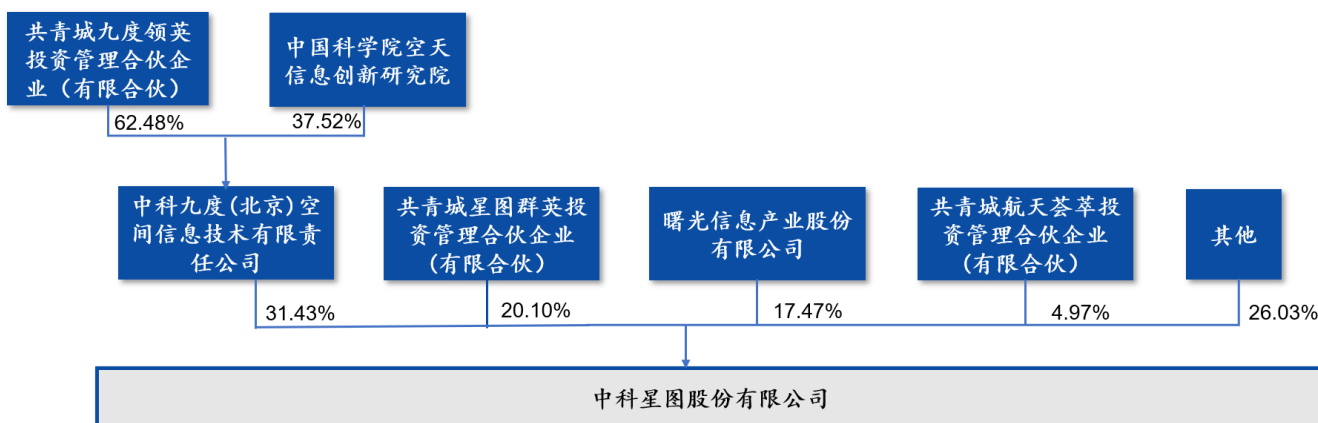 共青城九度领英
投资管理合伙企
业（有限合伙）
中国科学院空天
信息创新研究院
62.48%
37.52%
中科九度(北京)空
间信息技术有限责
任公司
共青城星图群英投
资管理合伙企业
(有限合伙)
曙光信息产业股份
有限公司
共青城航天荟萃投
资管理合伙企业
(有限合伙)
其他
31.43%
20.10%
17.47%
4.97%
26.03%
中科星图股份有限公司